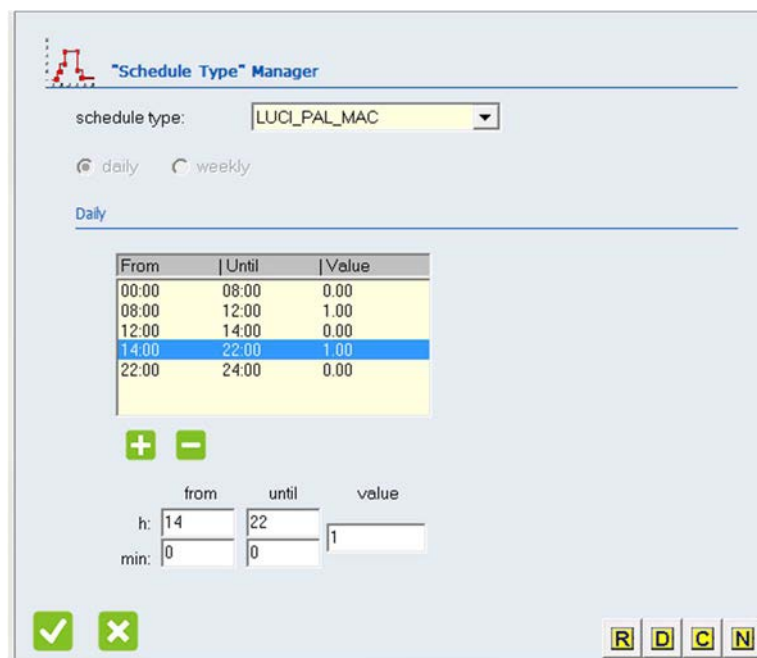 "Schedule Type" Manager
schedule type: LUCI_PAL_MAC
daily weekly
Daily
From |Until |Value
00:00 08:00 0.00
08:00 12:00 1.00
12:00 14:00 0.00
14:00 22:00 1.00
22:00 24:00 0.00
from until value
h: 14 22
1
min: 0 0
R D C N